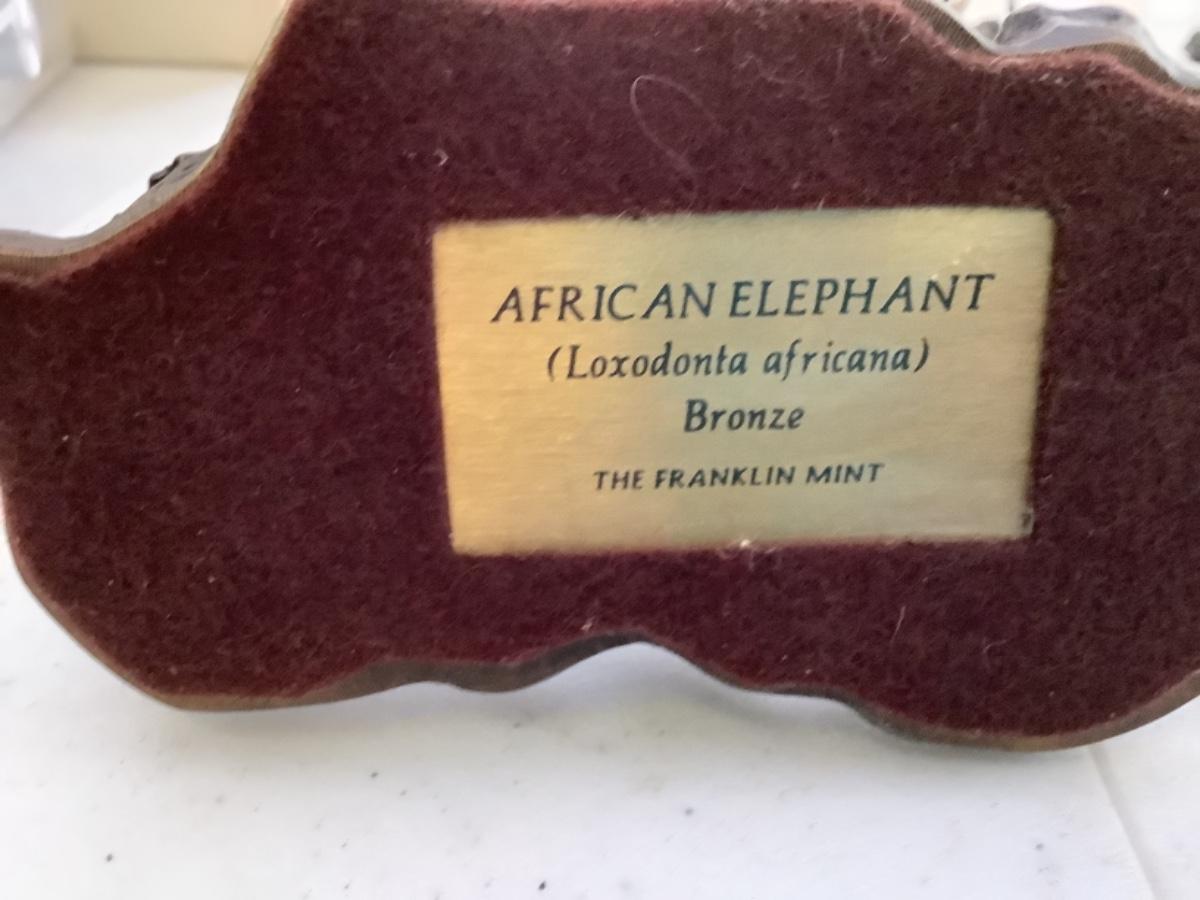 AFRICAN ELEPHANT
(Loxodonta africana)
Bronze
THE FRANKLIN MINT